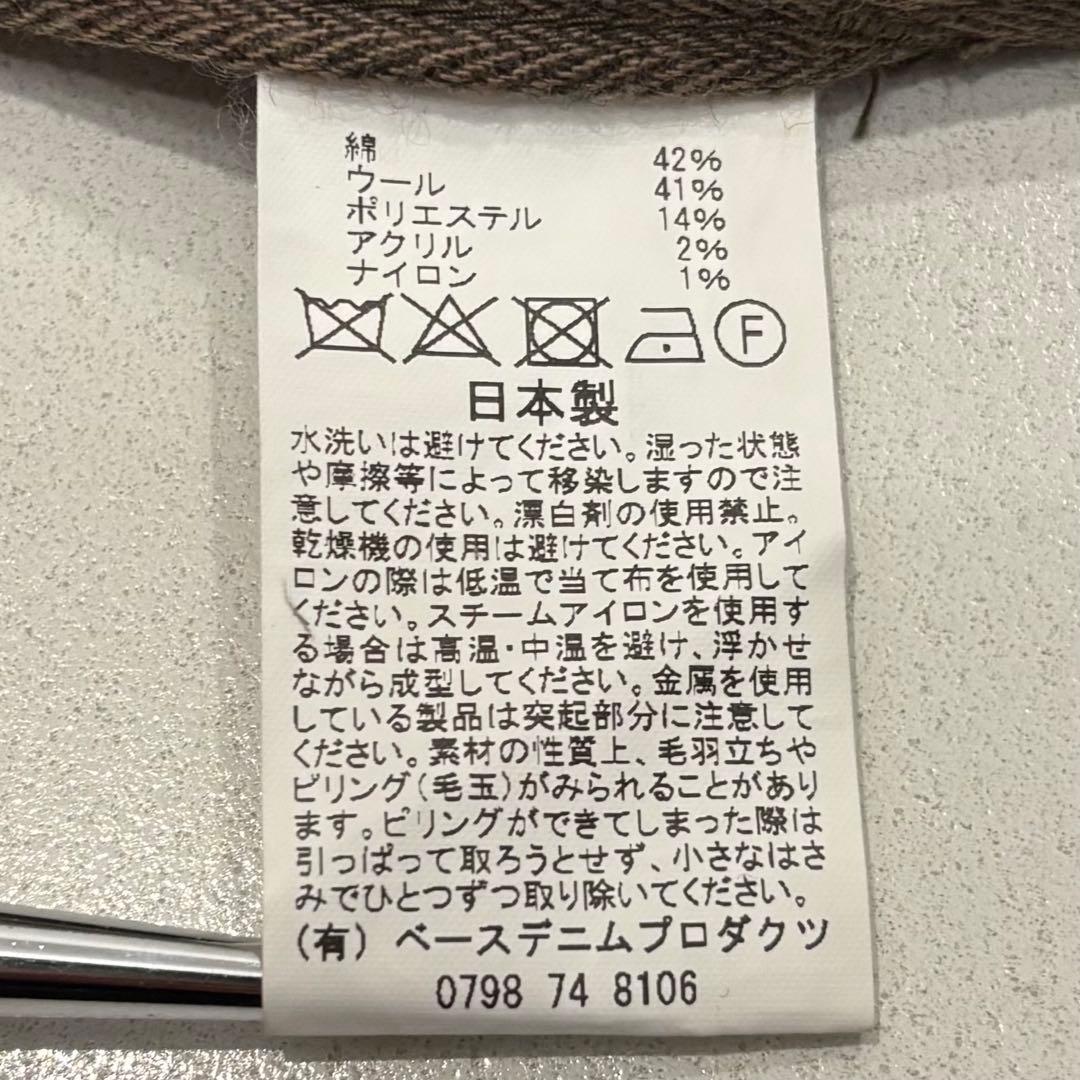 綿 42%
ウール 41%
ポリエステル 14%
アクリル 2%
ナイロン 1%
F
日本製
水洗いは避けてください。湿った状態
や摩擦等によって移染しますので注
意してください。漂白剤の使用禁止。
乾燥機の使用は避けてください。アイ
ロンの際は低温で当て布を使用して
ください。スチームアイロンを使用す
る場合は高温・中温を避け、浮かせ
ながら成型してください。金属を使用
している製品は突起部分に注意して
ください。素材の性質上、毛羽立ちや
ピリング(毛玉)がみられることがあり
ます。ピリングができてしまった際は
引っぱって取ろうとせず、小さなはさ
みでひとつずつ取り除いてください。
(有) ベースデニムプロダクツ
0798 74 8106